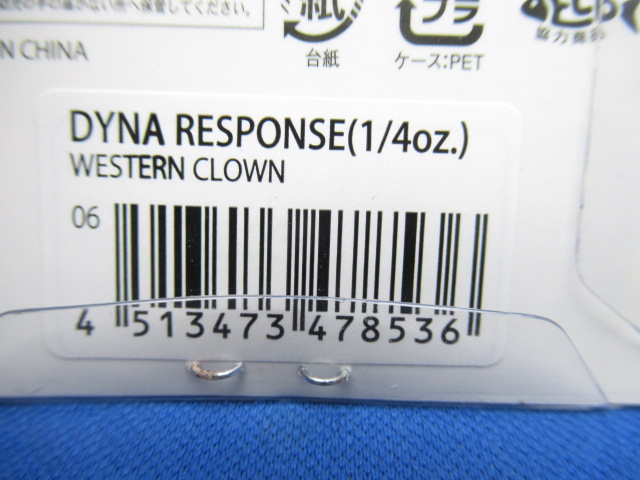 紙
プラ
台紙
ケース:PET
N CHINA
DYNA RESPONSE(1/4oz.)
WESTERN CLOWN
06
4 513473 478536